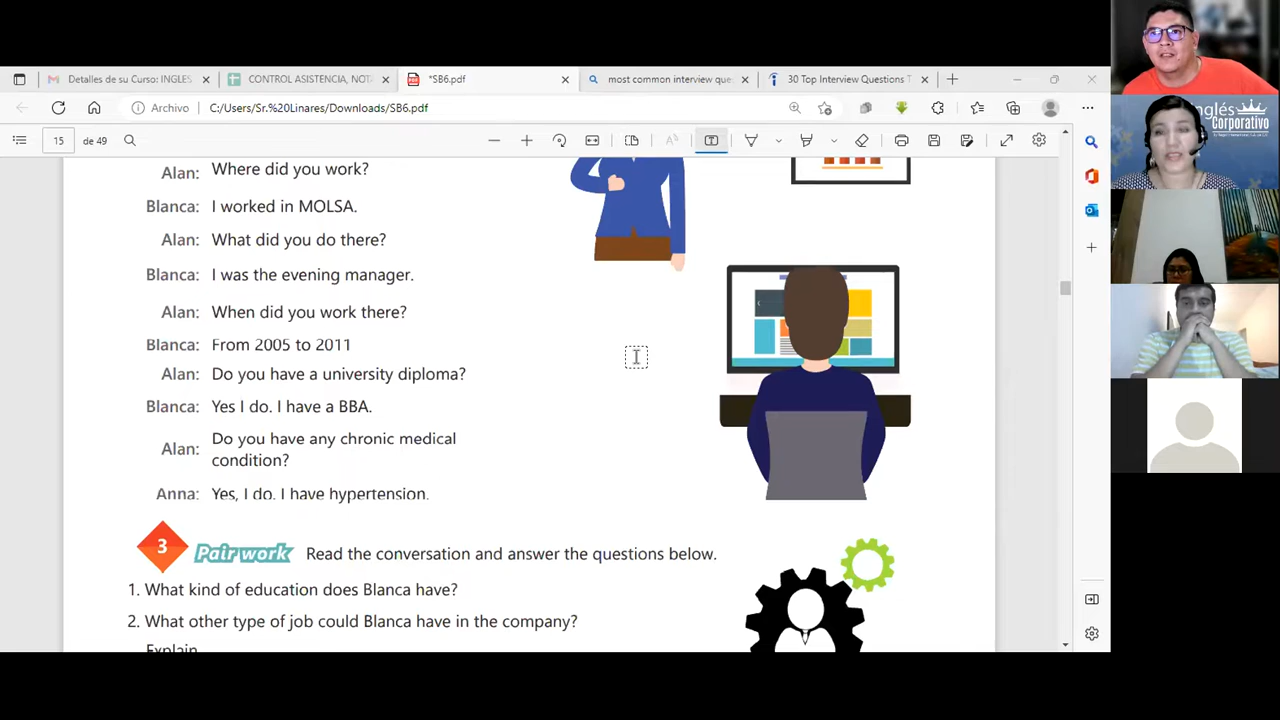 Detalles de su Curso: INGLES
CONTROL ASISTENCIA, NOT
*SB6.pdf
most common interview que
30 Top Interview Questions T
Archivo
C:/Users/Sr.%20Linares/Downloads/SB6.pdf
15
de 49
Alan: Where did you work?
Blanca: I worked in MOLSA.
Alan: What did you do there?
Blanca: I was the evening manager.
Alan: When did you work there?
Blanca: From 2005 to 2011
Alan: Do you have a university diploma?
Blanca: Yes I do. I have a BBA.
Alan: Do you have any chronic medical
condition?
Anna: Yes, I do. I have hypertension.
3 Pair work Read the conversation and answer the questions below.
1. What kind of education does Blanca have?
2. What other type of job could Blanca have in the company?
Explain
Inglés
Corporativo